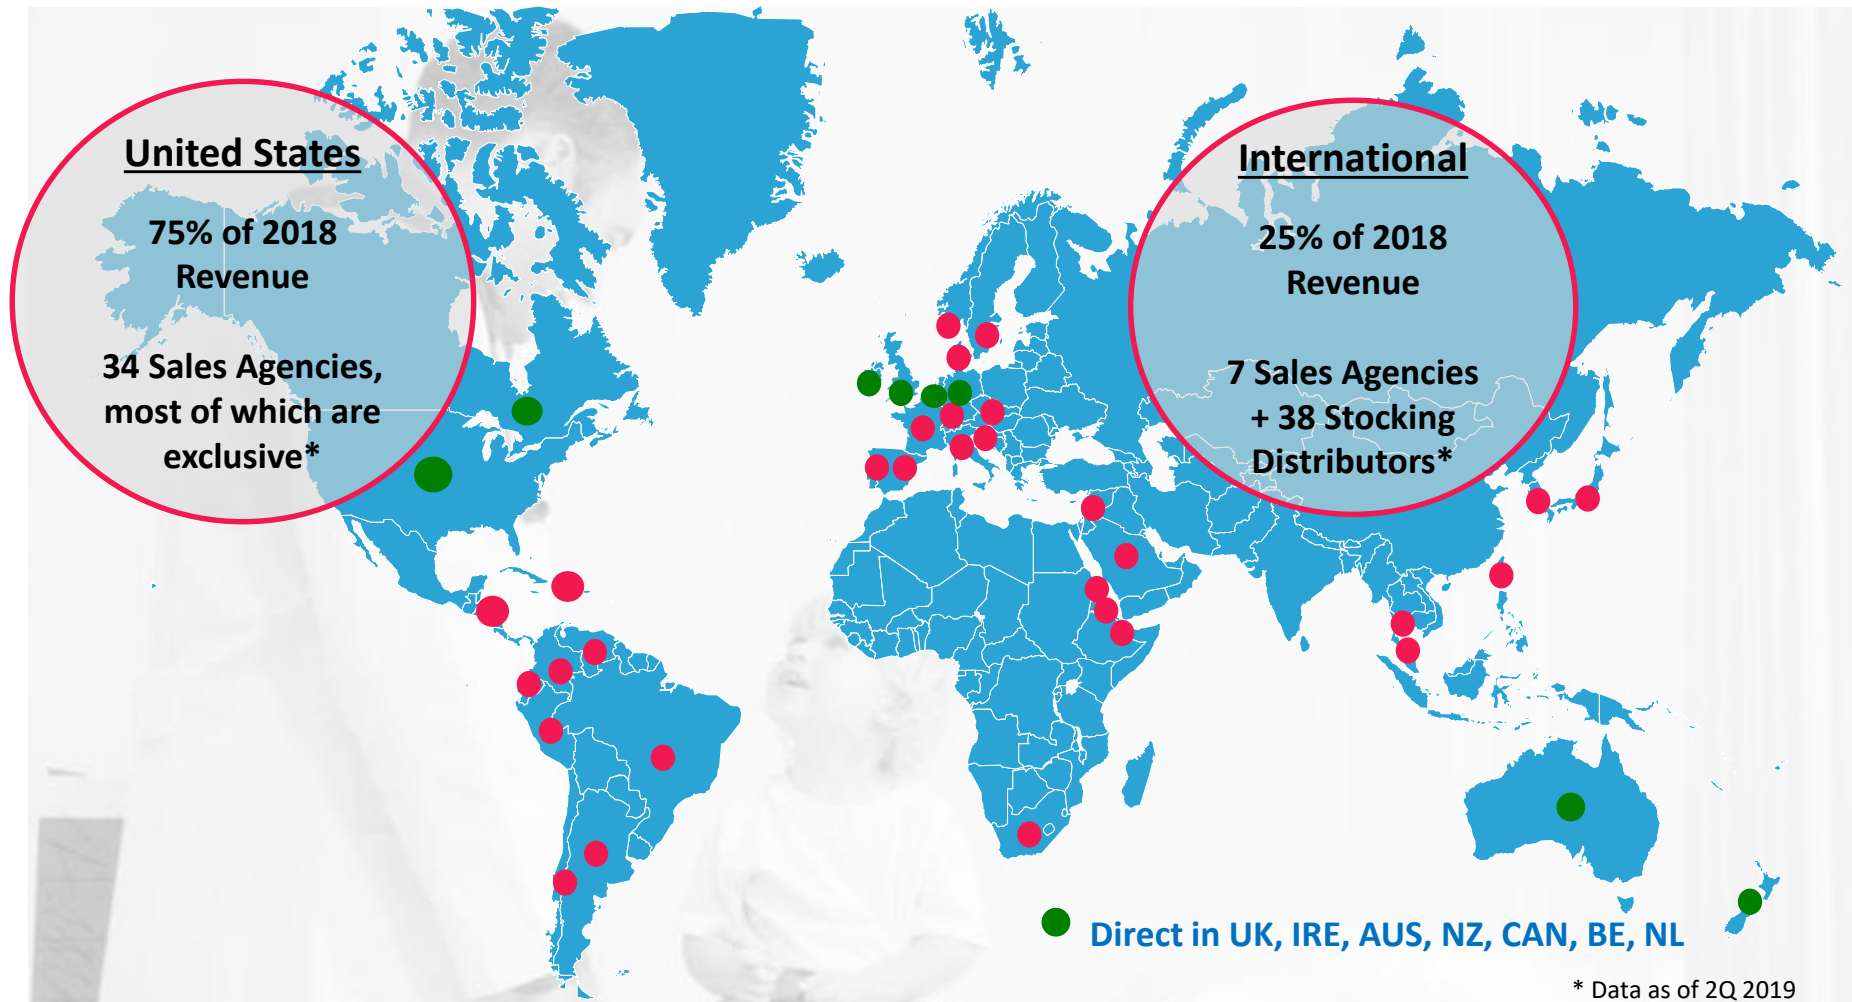 United States
75% of 2018
Revenue
34 Sales Agencies,
most of which are
exclusive*
International
25% of 2018
Revenue
7 Sales Agencies
+ 38 Stocking
Distributors*
Direct in UK, IRE, AUS, NZ, CAN, BE, NL
* Data as of 2Q 2019